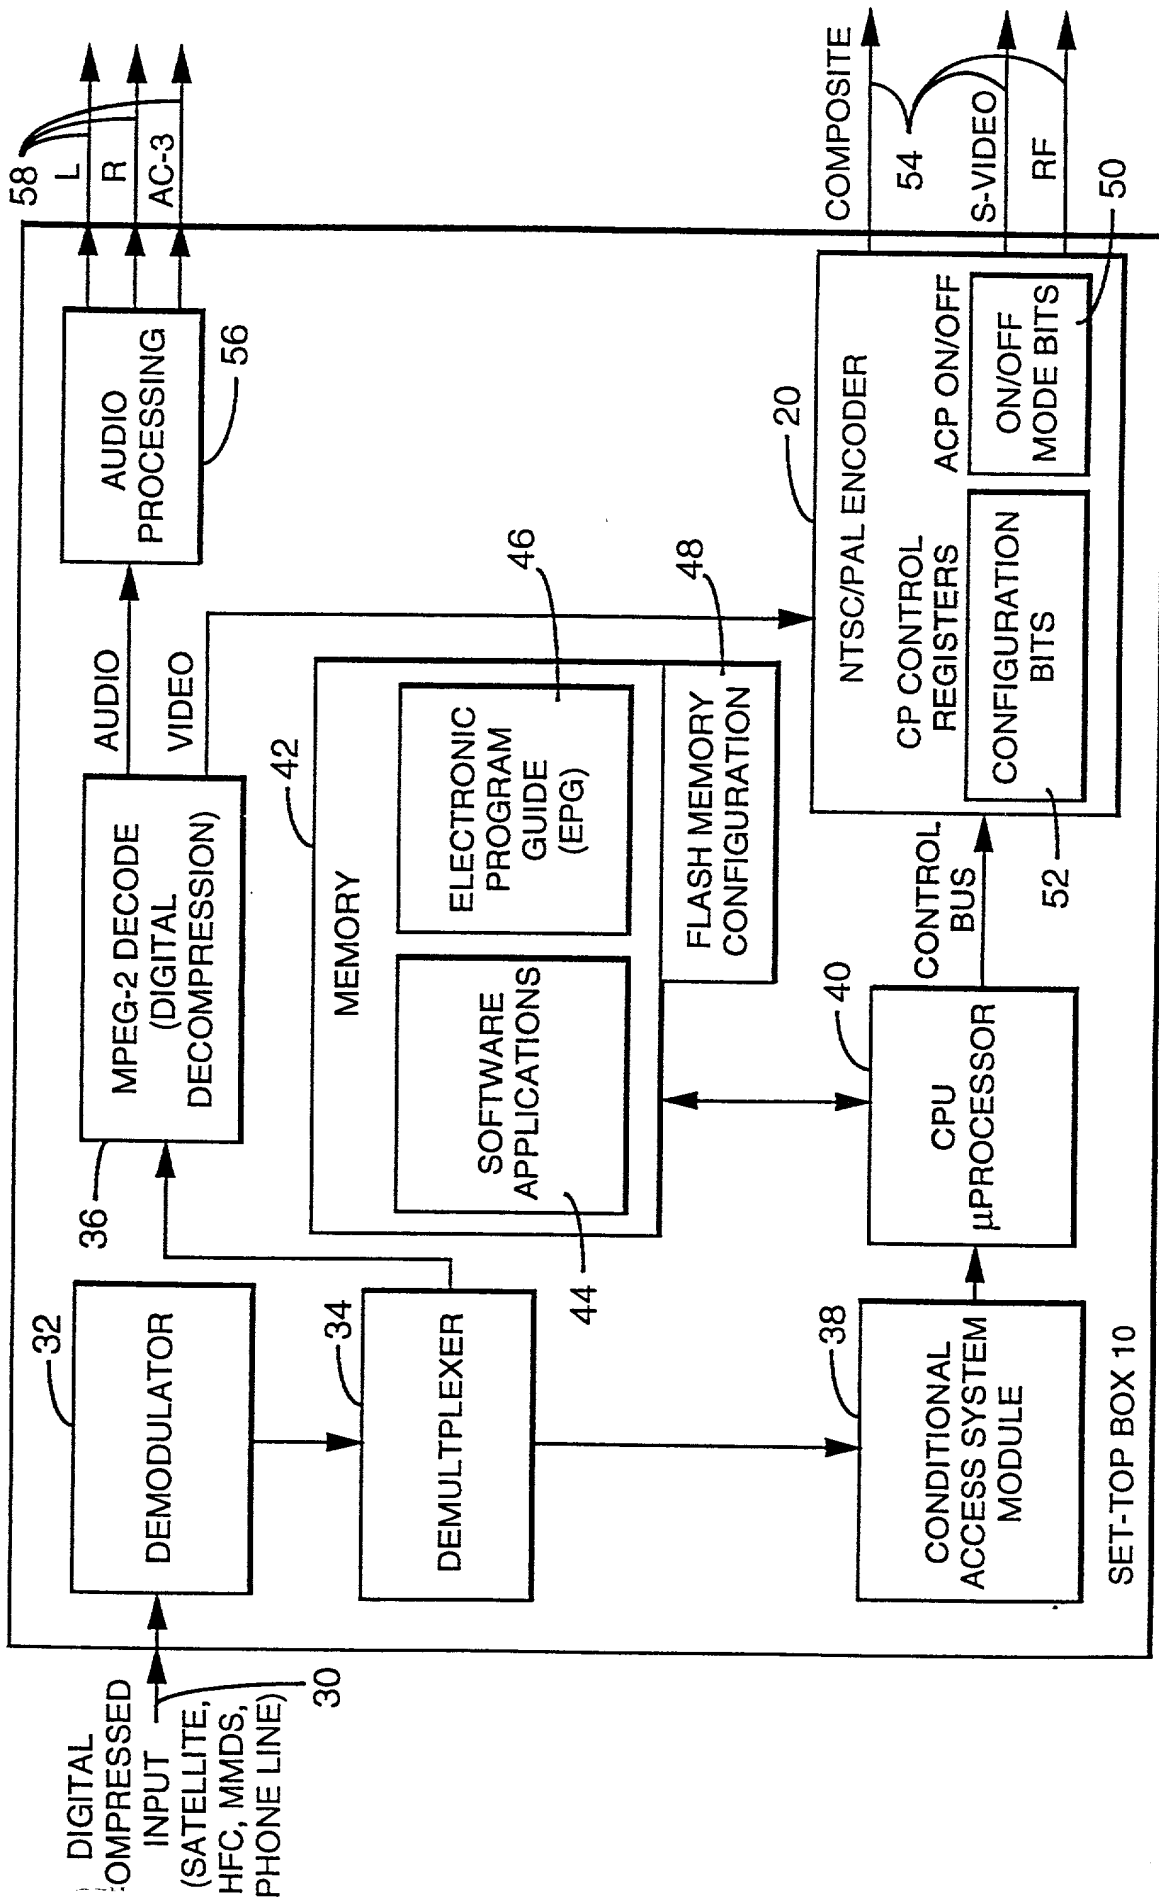 DIGITAL
OMPRESSED
INPUT
(SATELLITE,
HFC, MMDS,
PHONE LINE)
30
32
DEMODULATOR
34
DEMULTPLEXER
38
CONDITIONAL
ACCESS SYSTEM
MODULE
SET-TOP BOX 10
36
MPEG-2 DECODE
(DIGITAL
DECOMPRESSION)
AUDIO
VIDEO
42
MEMORY
SOFTWARE
APPLICATIONS
44
ELECTRONIC
PROGRAM
GUIDE
(EPG)
46
FLASH MEMORY
CONFIGURATION
48
40
CPU
µPROCESSOR
CONTROL
BUS
AUDIO
PROCESSING
56
58
L
R
AC-3
20
NTSC/PAL ENCODER
CP CONTROL
REGISTERS
CONFIGURATION
BITS
52
ACP ON/OFF
ON/OFF
MODE BITS
50
COMPOSITE
54
S-VIDEO
RF